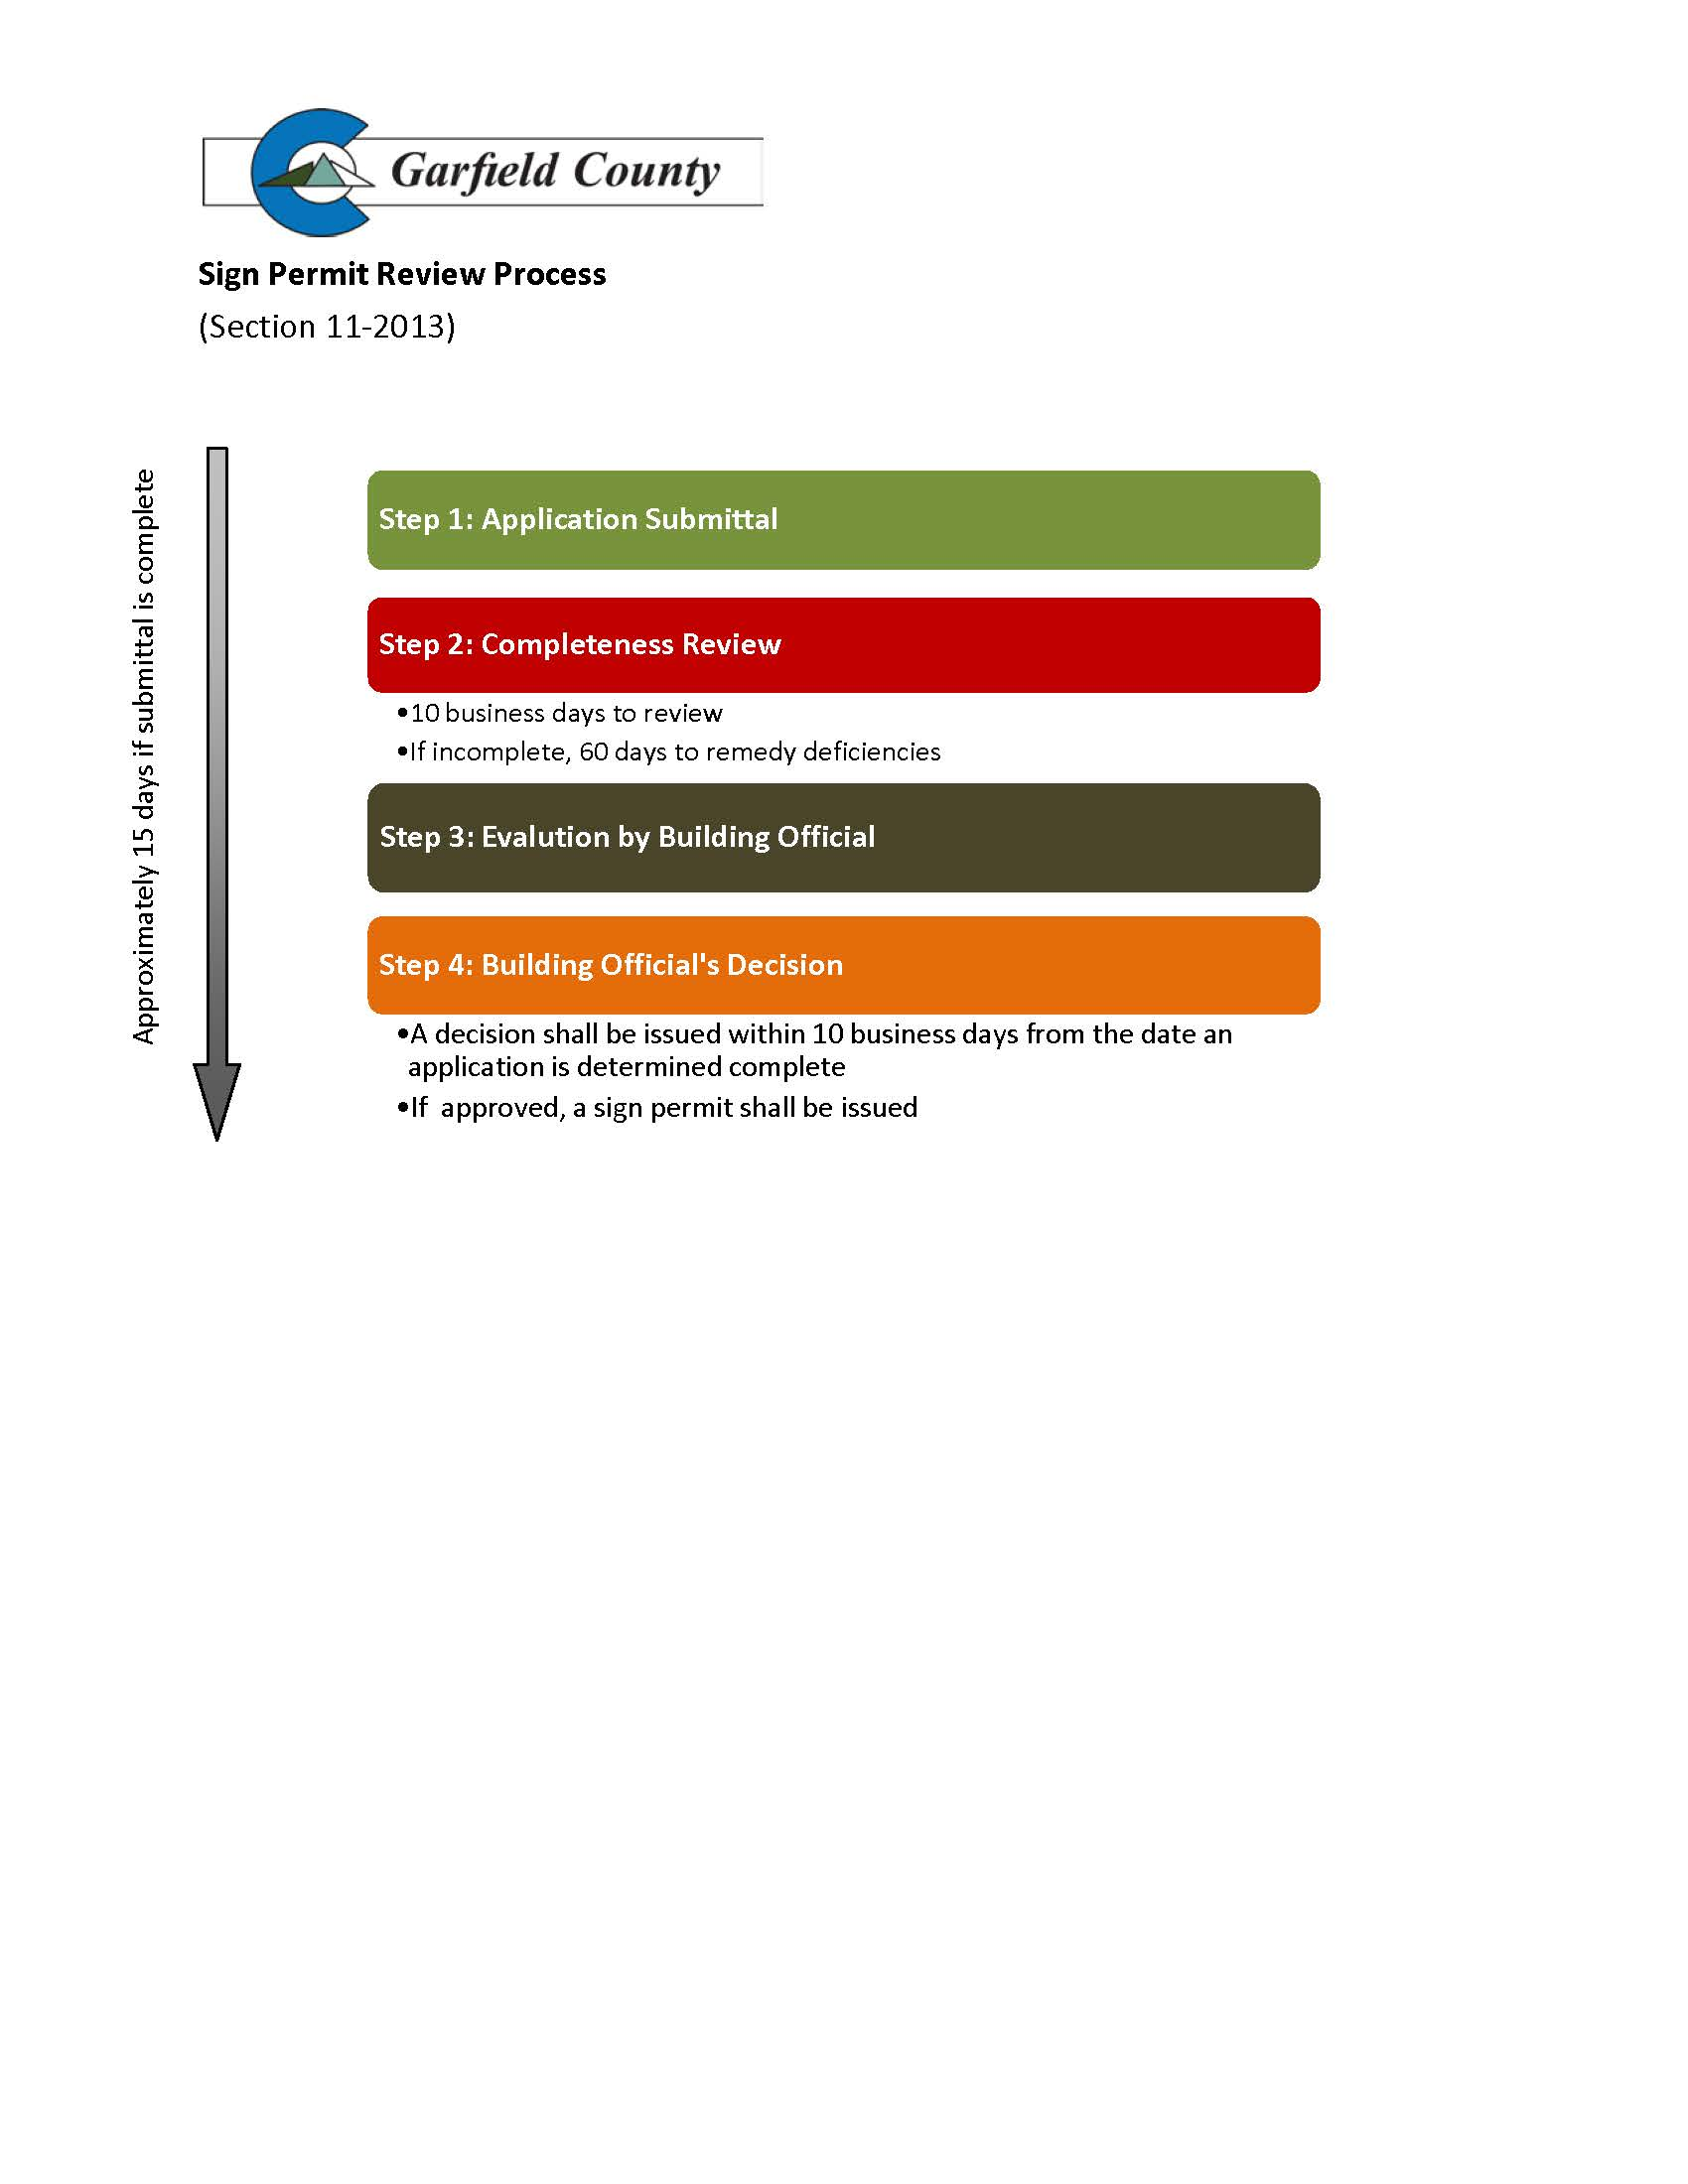 Garfield County
Sign Permit Review Process
(Section 11-2013)
Approximately 15 days if submittal is complete
Step 1: Application Submittal
Step 2: Completeness Review
•10 business days to review
•If incomplete, 60 days to remedy deficiencies
Step 3: Evalution by Building Official
Step 4: Building Official's Decision
•A decision shall be issued within 10 business days from the date an
application is determined complete
•If  approved, a sign permit shall be issued